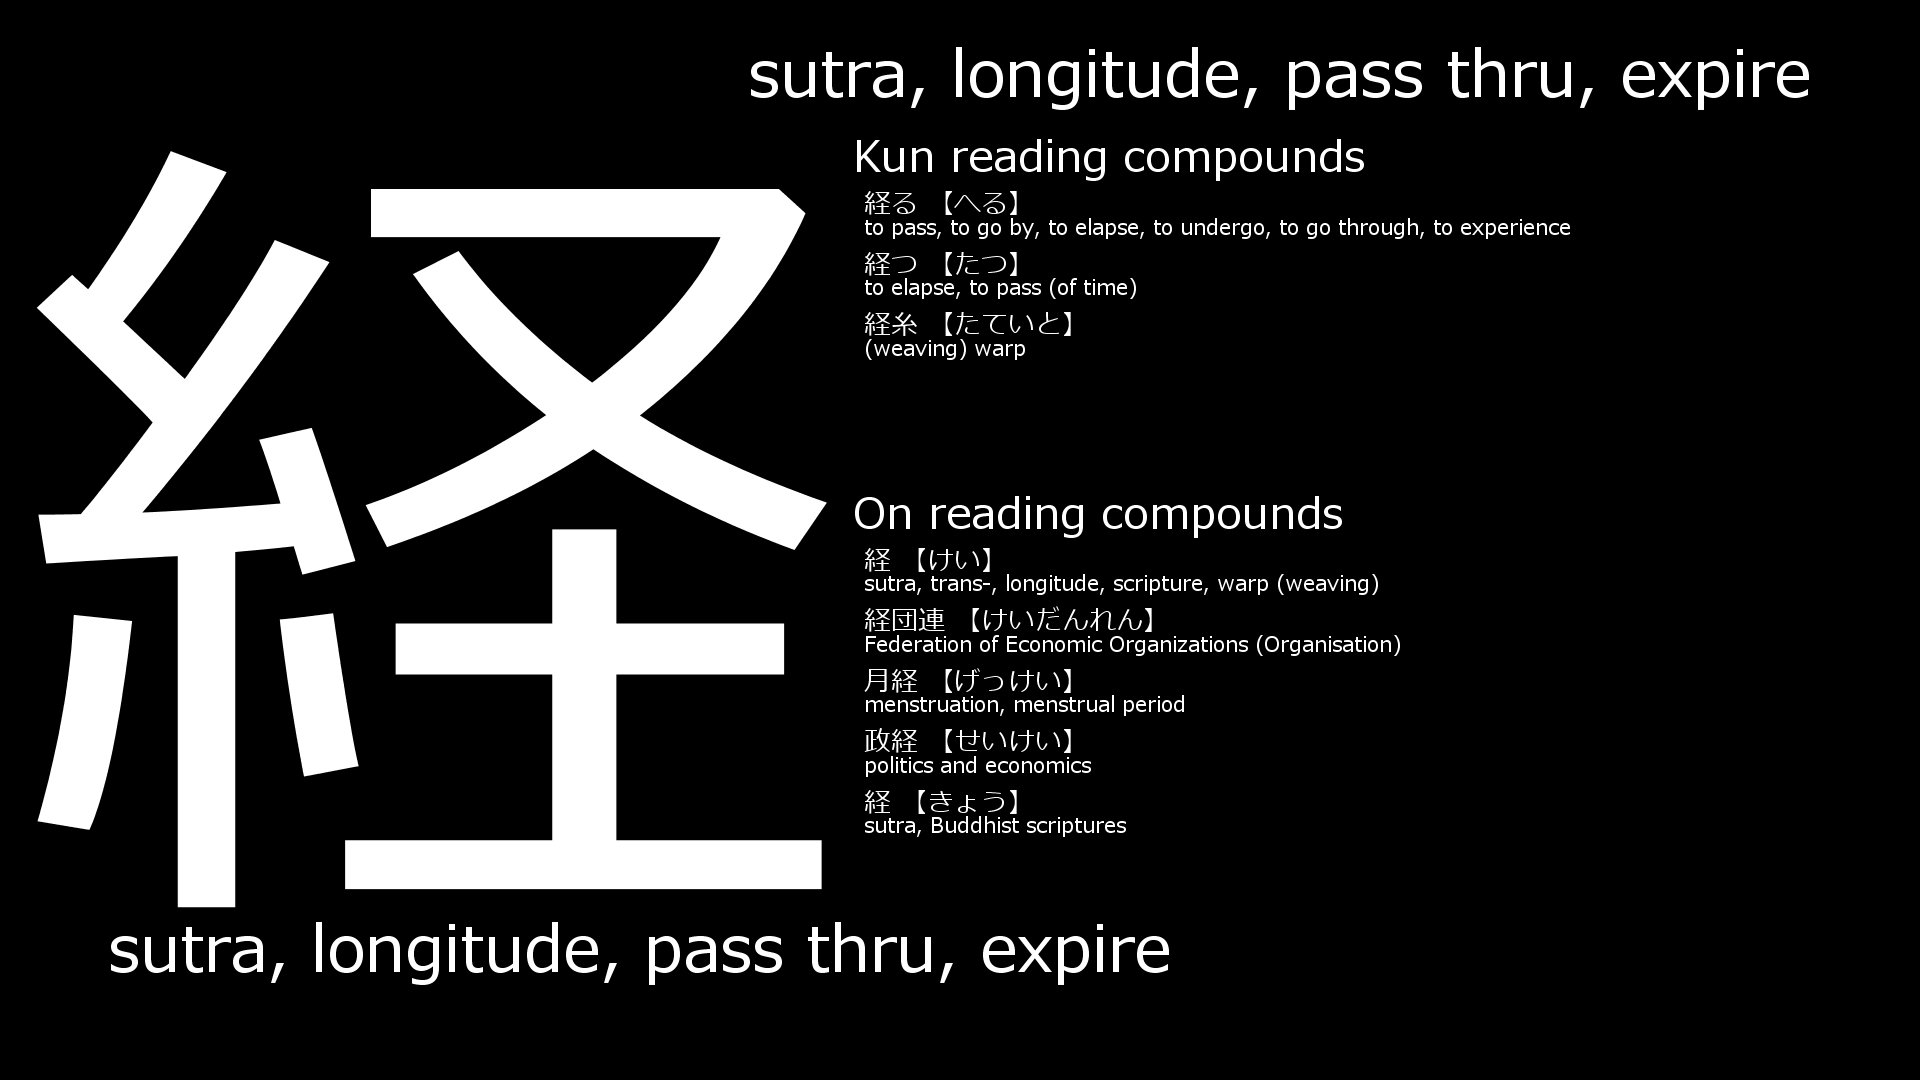 sutra, longitude, pass thru, expire
経
Kun reading compounds
経る 【へる】
to pass, to go by, to elapse, to undergo, to go through, to experience
経つ 【たつ】
to elapse, to pass (of time)
経糸 【たていと】
(weaving) warp
On reading compounds
経 【けい】
sutra, trans-, longitude, scripture, warp (weaving)
経団連 【けいだんれん】
Federation of Economic Organizations (Organisation)
月経 【げっけい】
menstruation, menstrual period
政経 【せいけい】
politics and economics
経 【きょう】
sutra, Buddhist scriptures
sutra, longitude, pass thru, expire